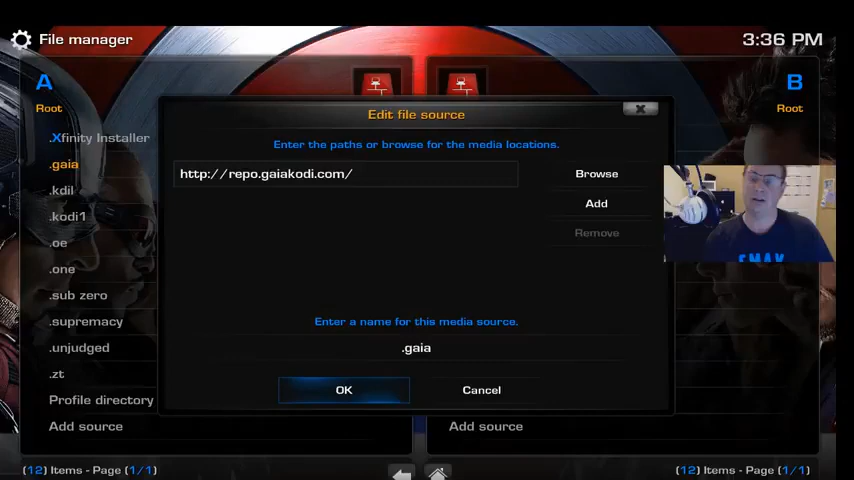 File manager
3:36 PM
A
B
Root
Root
Edit file source
Enter the paths or browse for the media locations.
.Xfinity Installer
.gaia
.kdil
.kodi1
.oe
.one
.sub zero
.supremacy
.unjudged
.zt
Profile directory
Add source
http://repo.gaiakodi.com/
Browse
Add
Remove
Enter a name for this media source.
.gaia
OK
Cancel
Add source
(12) Items - Page (1/1)
(12) Items - Page (1/1)